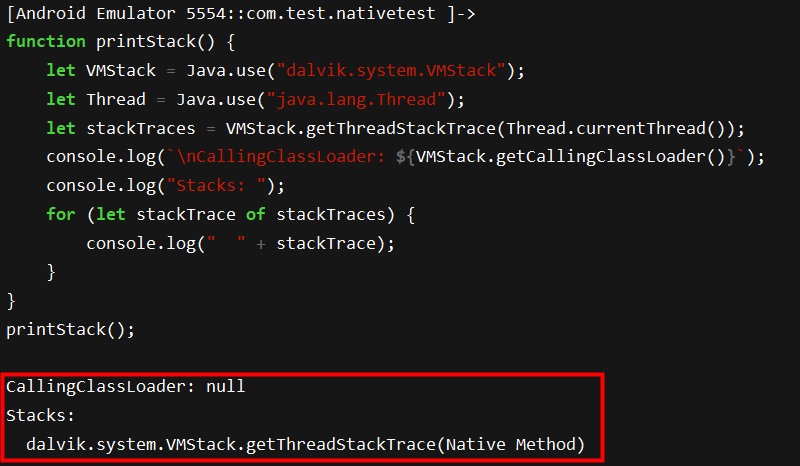 [Android Emulator 5554::com.test.nativetest ]->
function printStack() {
    let VMStack = Java.use("dalvik.system.VMStack");
    let Thread = Java.use("java.lang.Thread");
    let stackTraces = VMStack.getThreadStackTrace(Thread.currentThread());
    console.log(`\nCallingClassLoader: ${VMStack.getCallingClassLoader()}`);
    console.log("Stacks: ");
    for (let stackTrace of stackTraces) {
        console.log("  " + stackTrace);
    }
}
printStack();

CallingClassLoader: null
Stacks:
  dalvik.system.VMStack.getThreadStackTrace(Native Method)